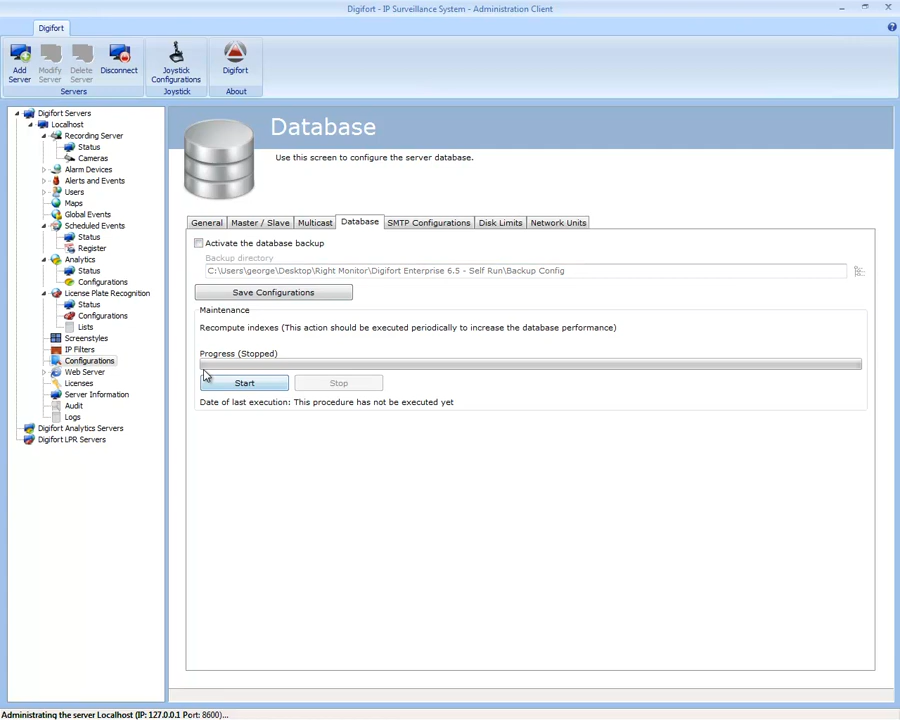 Digifort - IP Surveillance System - Administration Client
Digifort
Add Server
Modify Server
Delete Server
Disconnect
Joystick Configurations
Digifort
Servers
Joystick
About
Digifort Servers
Localhost
Recording Server
Status
Cameras
Alarm Devices
Alerts and Events
Users
Maps
Global Events
Scheduled Events
Status
Register
Analytics
Status
Configurations
License Plate Recognition
Status
Configurations
Lists
Screenstyles
IP Filters
Configurations
Web Server
Licenses
Server Information
Audit
Logs
Digifort Analytics Servers
Digifort LPR Servers
Database
Use this screen to configure the server database.
General
Master / Slave
Multicast
Database
SMTP Configurations
Disk Limits
Network Units
Activate the database backup
Backup directory
C:\Users\george\Desktop\Right Monitor\Digifort Enterprise 6.5 - Self Run\Backup Config
Save Configurations
Maintenance
Recompute indexes (This action should be executed periodically to increase the database performance)
Progress (Stopped)
Start
Stop
Date of last execution: This procedure has not be executed yet
Administrating the server Localhost (IP: 127.0.0.1 Port: 8600)...